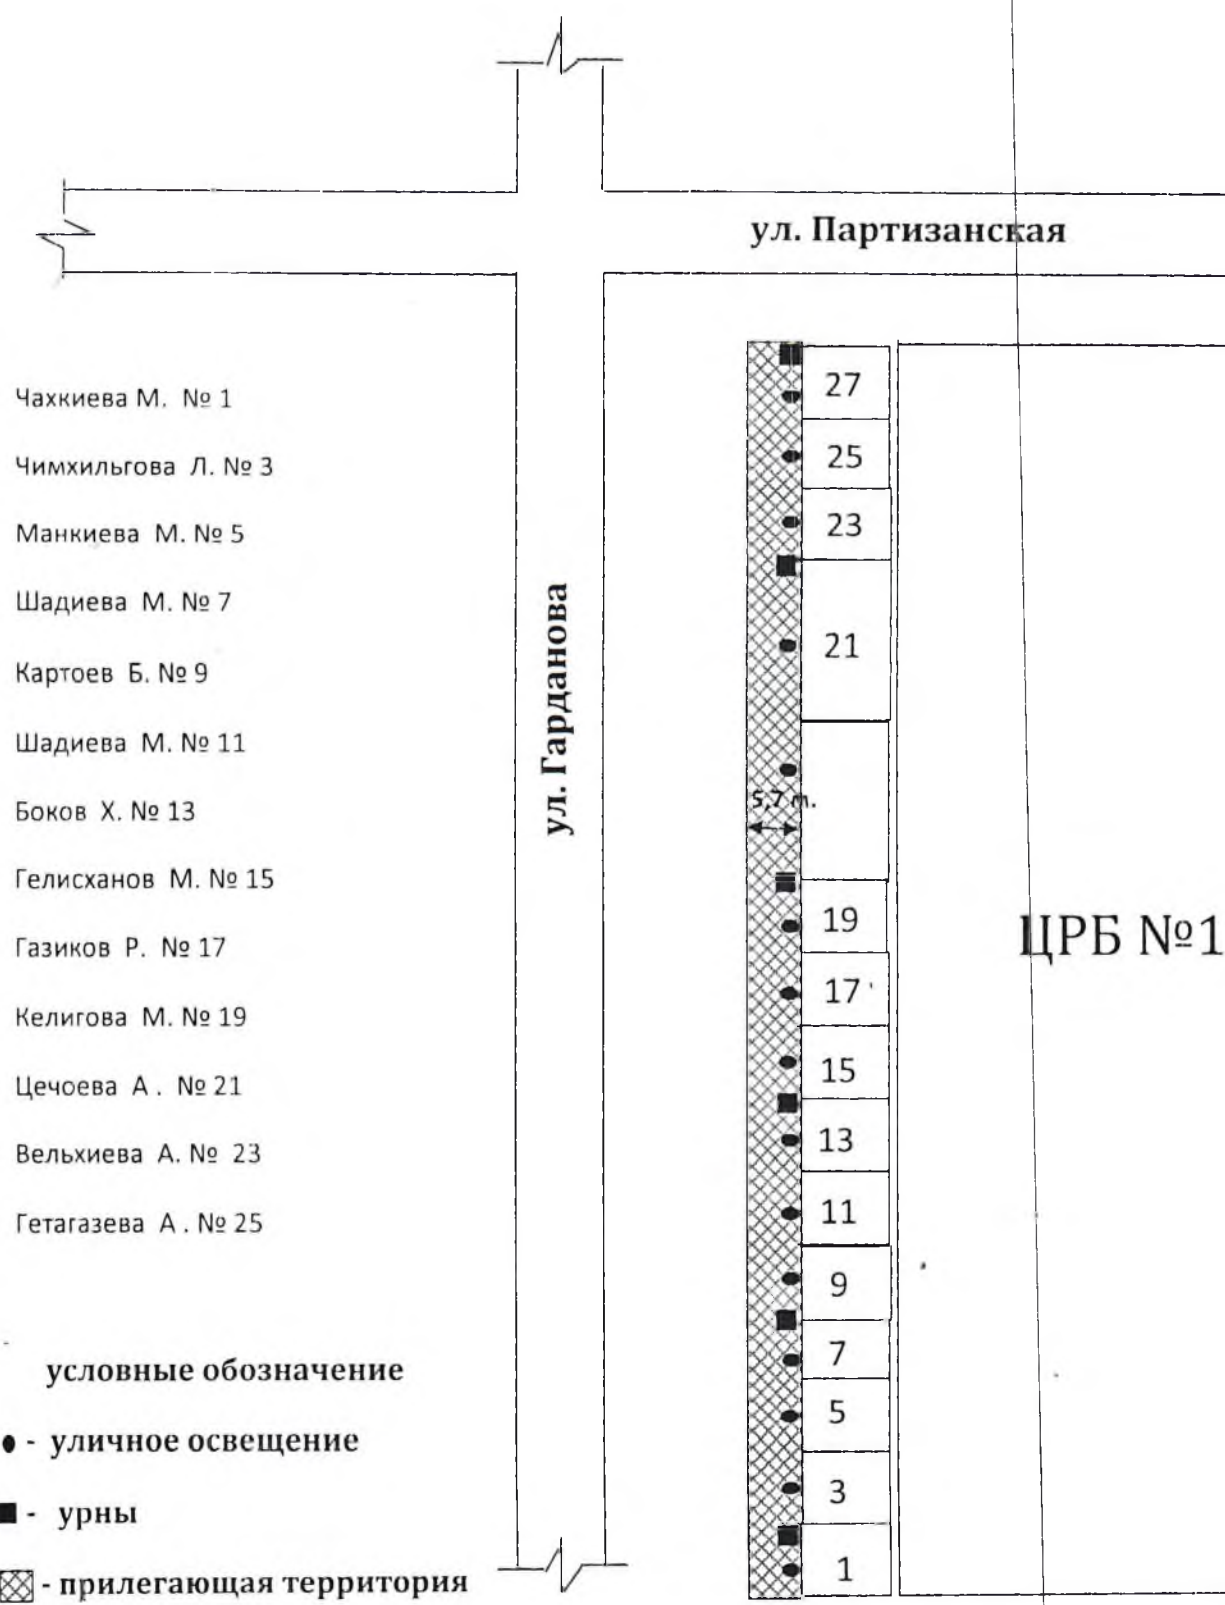 ул. Партизанская
Чахкиева М. № 1
Чимхильгова Л. № 3
Манкиева М. № 5
Шадиева М. № 7
Картоев Б. № 9
Шадиева М. № 11
Боков Х. № 13
Гелисханов М. № 15
Газиков Р. № 17
Келигова М. № 19
Цечоева А . № 21
Вельхиева А. № 23
Гетагазева А . № 25
ул. Гарданова
27
25
23
21
5,7 м.
19
17
15
13
11
9
7
5
3
1
ЦРБ №1
условные обозначение
- уличное освещение
- урны
- прилегающая территория